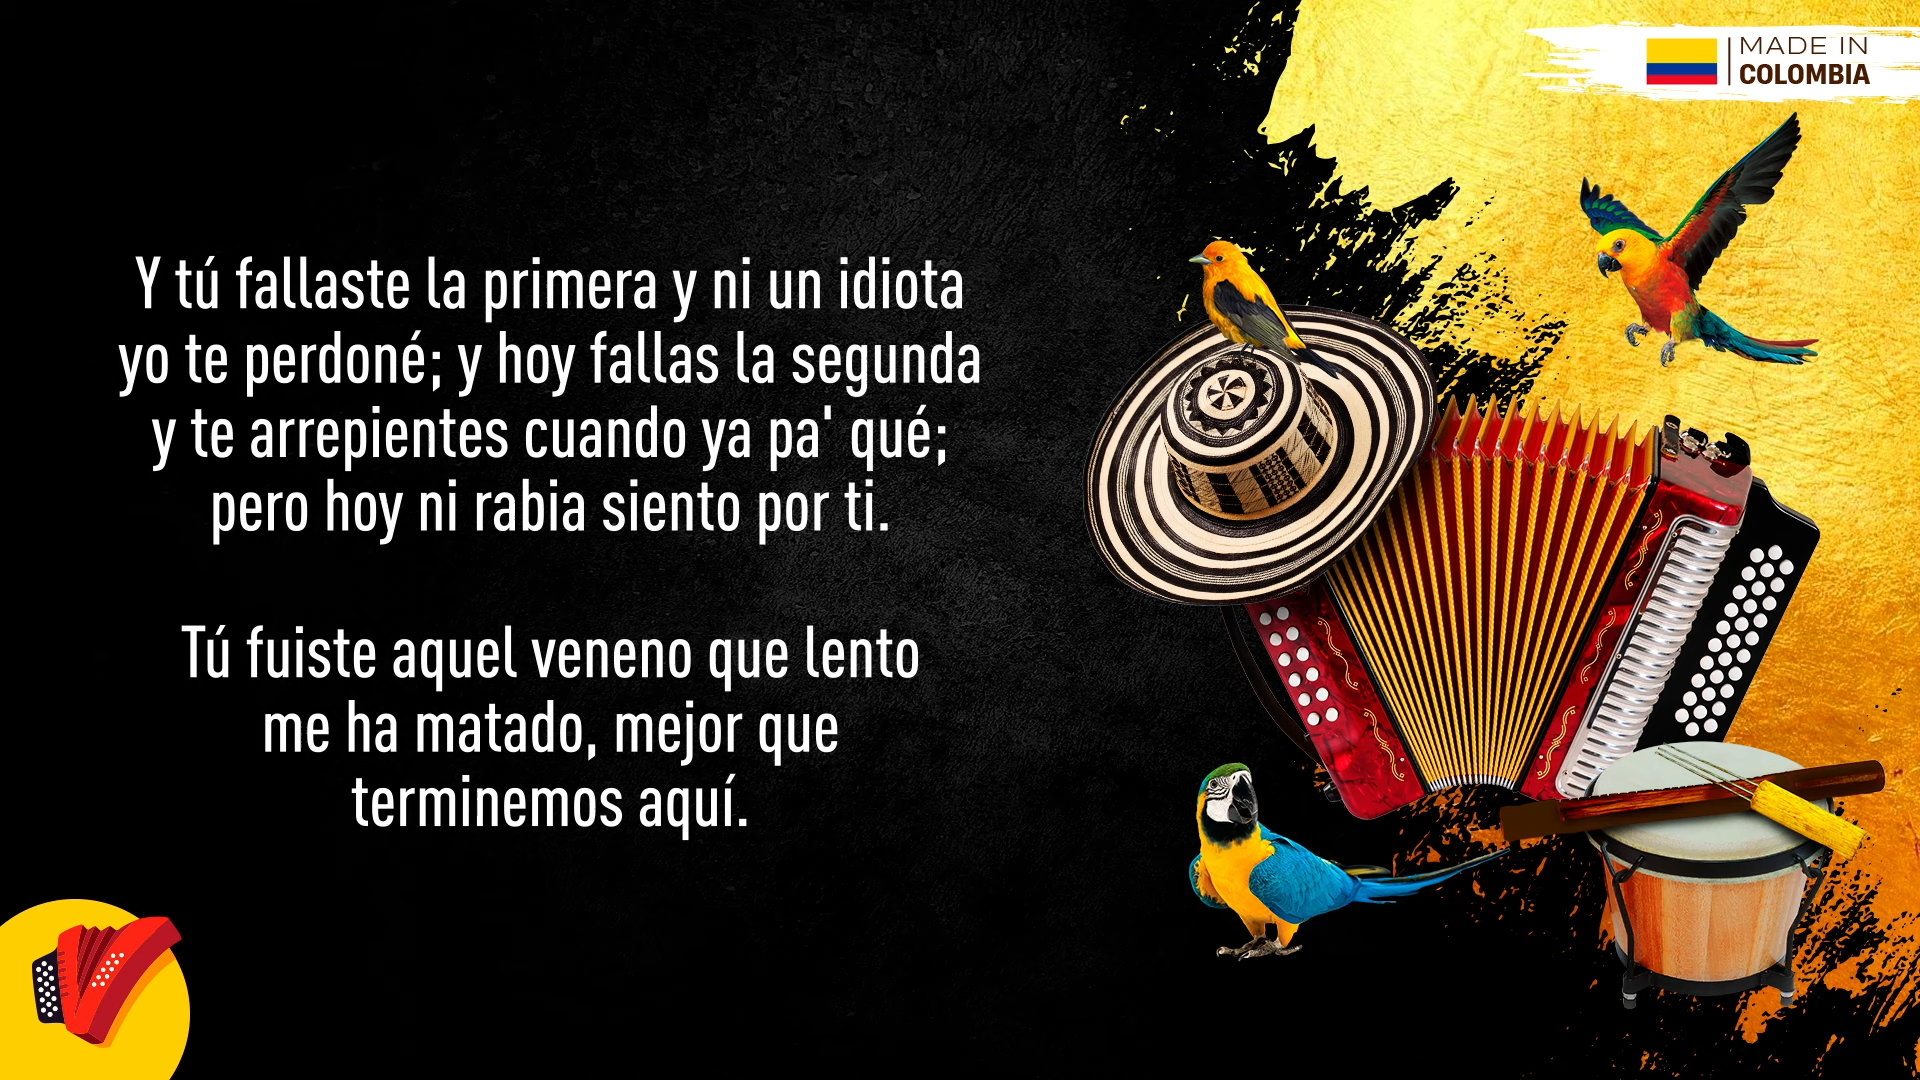 MADE IN
COLOMBIA
Y tú fallaste la primera y ni un idiota
yo te perdoné; y hoy fallas la segunda
y te arrepientes cuando ya pa' qué;
pero hoy ni rabia siento por ti.
Tú fuiste aquel veneno que lento
me ha matado, mejor que
terminemos aquí.